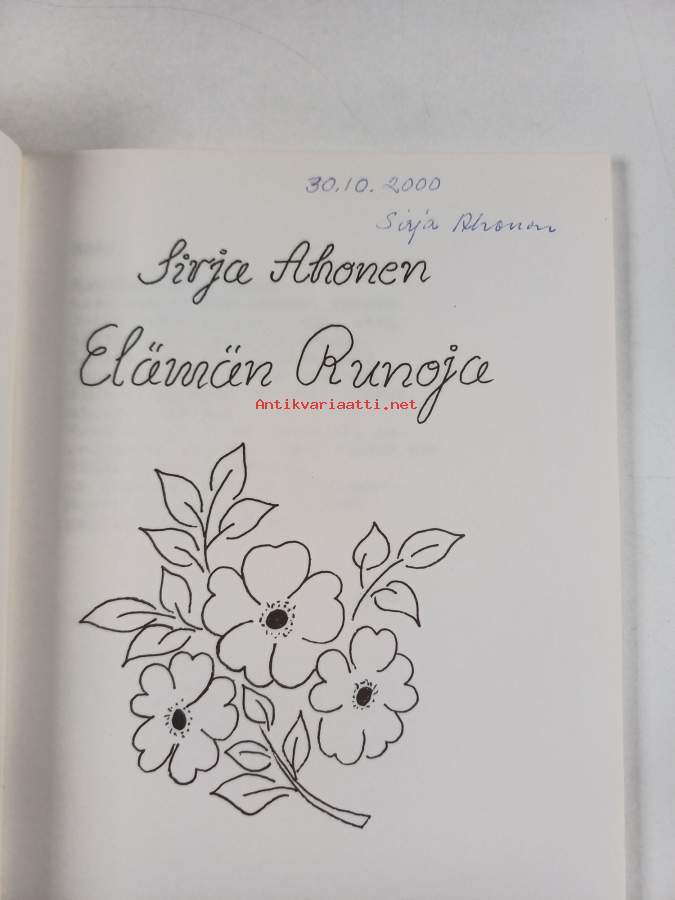 30.10.2000
Sirja Ahonen
Sirja Ahonen
Elämän Runoja
Antikvariaatti.net